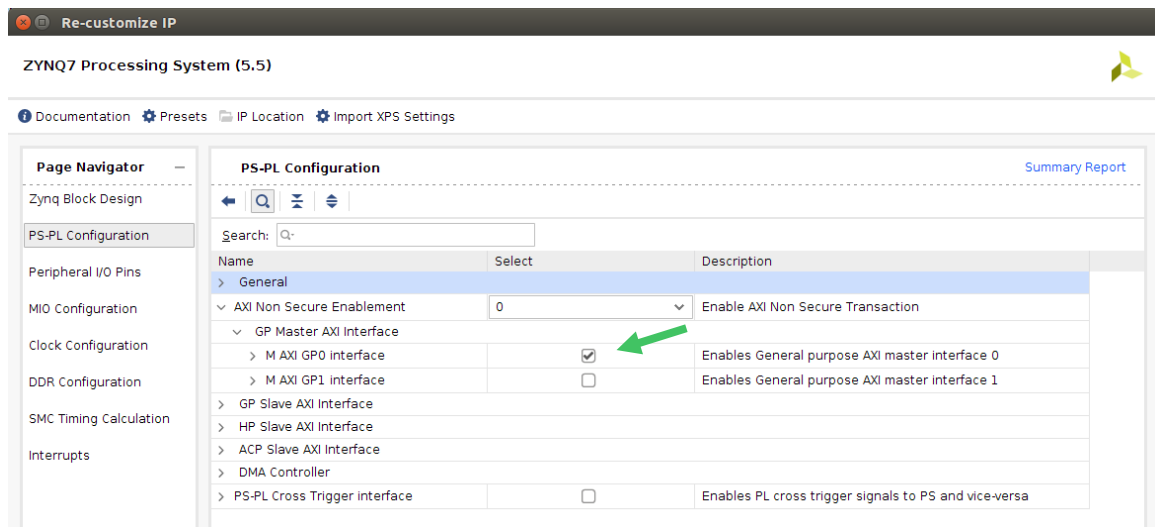 Re-customize IP
ZYNQ7 Processing System (5.5)
Documentation Presets IP Location Import XPS Settings
Page Navigator
Zynq Block Design
PS-PL Configuration
Peripheral I/O Pins
MIO Configuration
Clock Configuration
DDR Configuration
SMC Timing Calculation
Interrupts
PS-PL Configuration Summary Report
Search:
Name Select Description
General
AXI Non Secure Enablement 0 Enable AXI Non Secure Transaction
GP Master AXI Interface
M AXI GP0 interface Enables General purpose AXI master interface 0
M AXI GP1 interface Enables General purpose AXI master interface 1
GP Slave AXI Interface
HP Slave AXI Interface
ACP Slave AXI Interface
DMA Controller
PS-PL Cross Trigger interface Enables PL cross trigger signals to PS and vice-versa